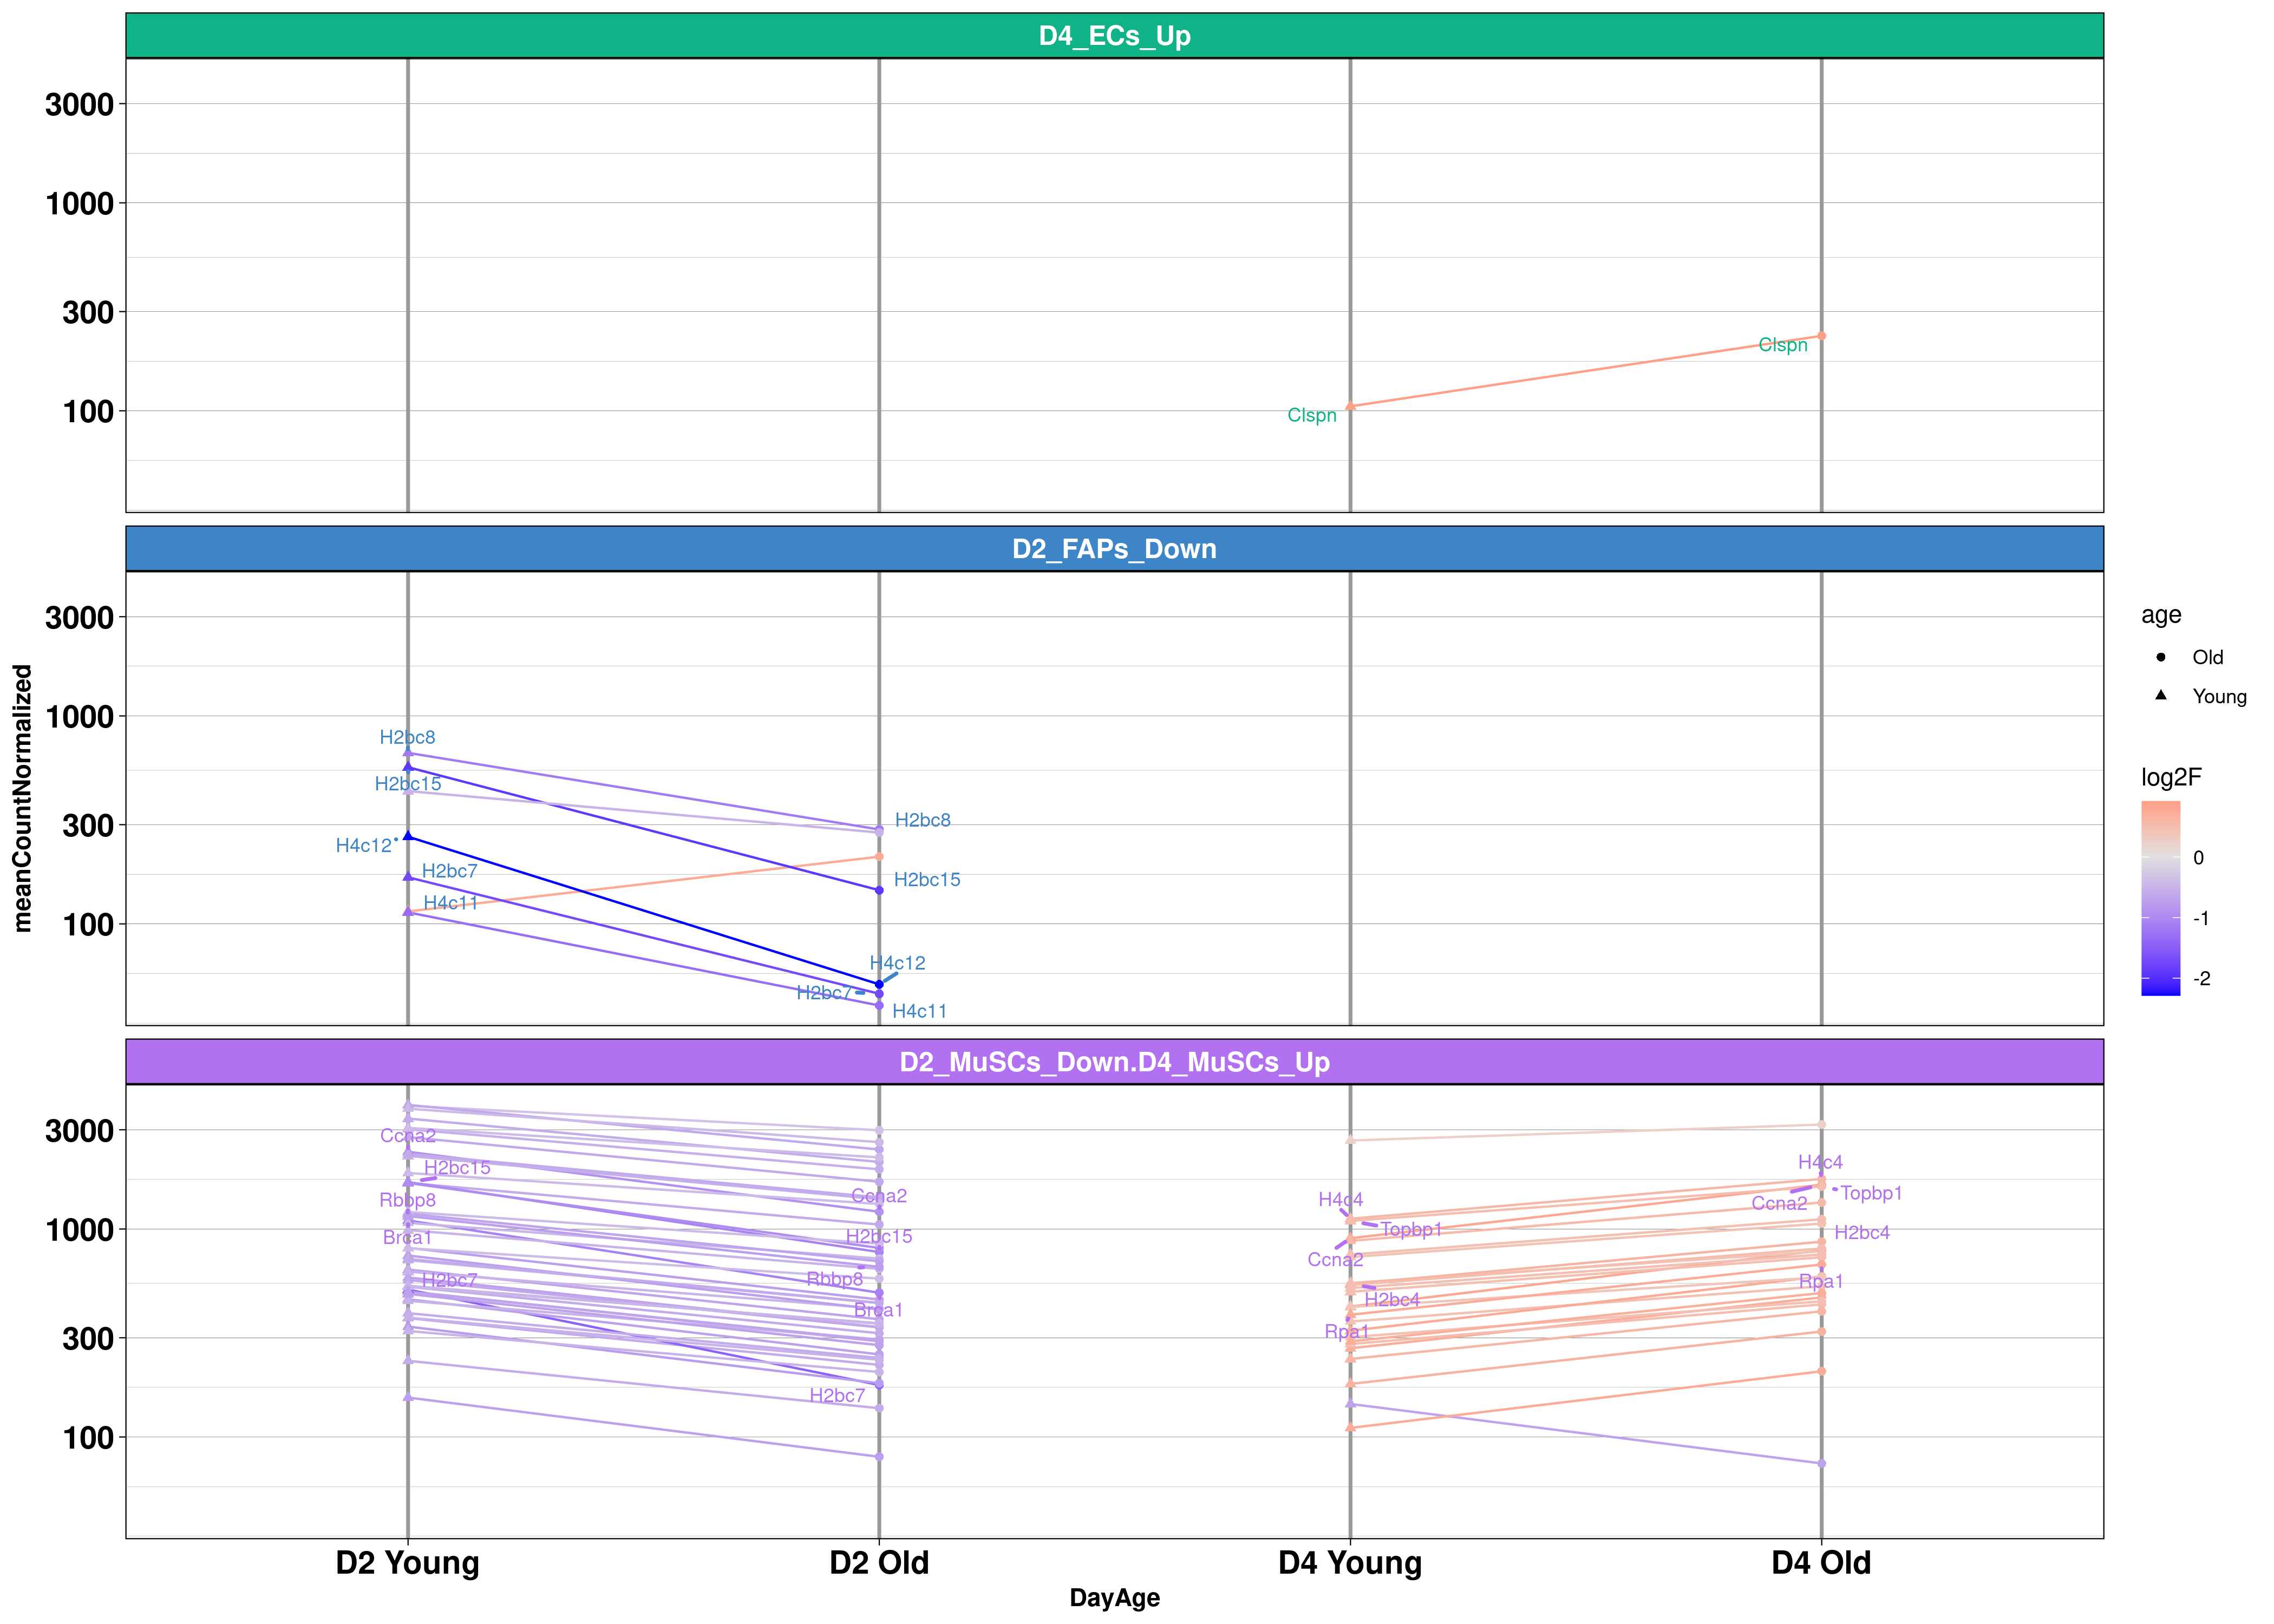 D4_ECs_Up
3000
1000
300
100
Clspn
Clspn
D2_FAPs_Down
3000
1000
300
100
meanCountNormalized
H2bc8
H2bc15
H4c12
H2bc7
H4c11
H2bc8
H2bc15
H4c12
H2bc7
H4c11
age
Old
Young
log2F
0
-1
-2
D2_MuSCs_Down.D4_MuSCs_Up
3000
1000
300
100
Ccna2
H2bc15
Rbbp8
Brca1
H2bc7
Ccna2
H2bc15
Rbbp8
Brca1
H2bc7
H4c4
Topbp1
Ccna2
H2bc4
Rpa1
H4c4
Topbp1
Ccna2
H2bc4
Rpa1
D2 Young
D2 Old
D4 Young
D4 Old
DayAge